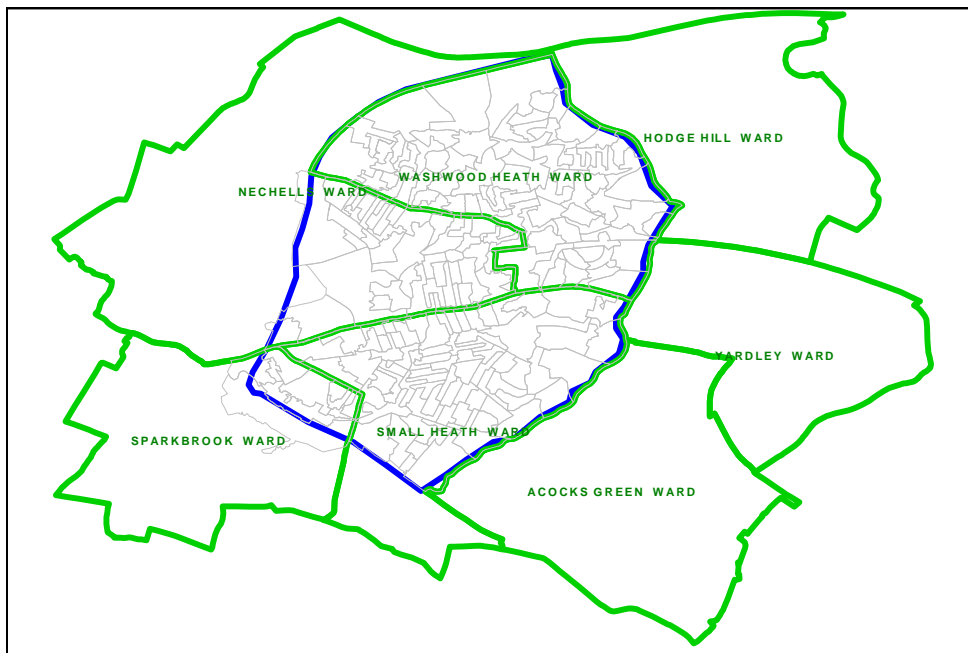 HODGE HILL WARD
WASHWOOD HEATH WARD
NECHELLS WARD
YARDLEY WARD
SMALL HEATH WARD
SPARKBROOK WARD
ACOCKS GREEN WARD